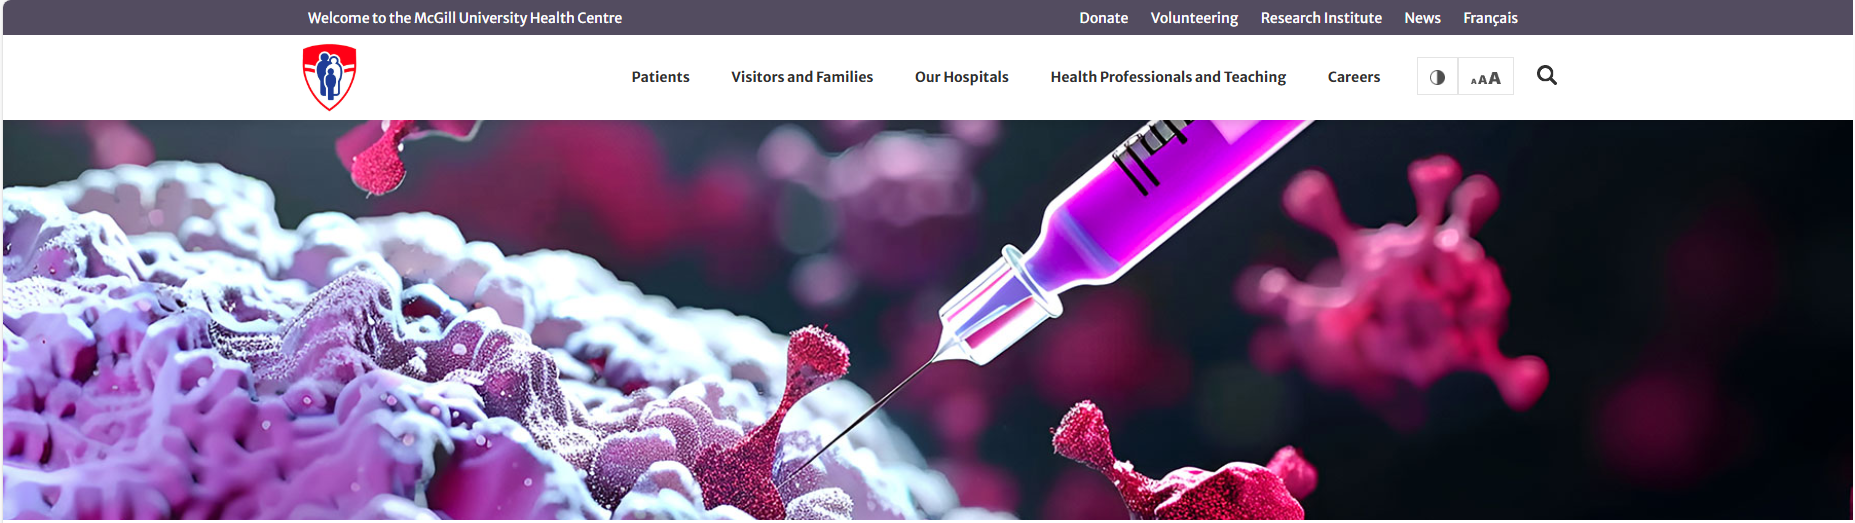 Welcome to the McGill University Health Centre
Donate Volunteering Research Institute News Français
Patients Visitors and Families Our Hospitals Health Professionals and Teaching Careers
AAA